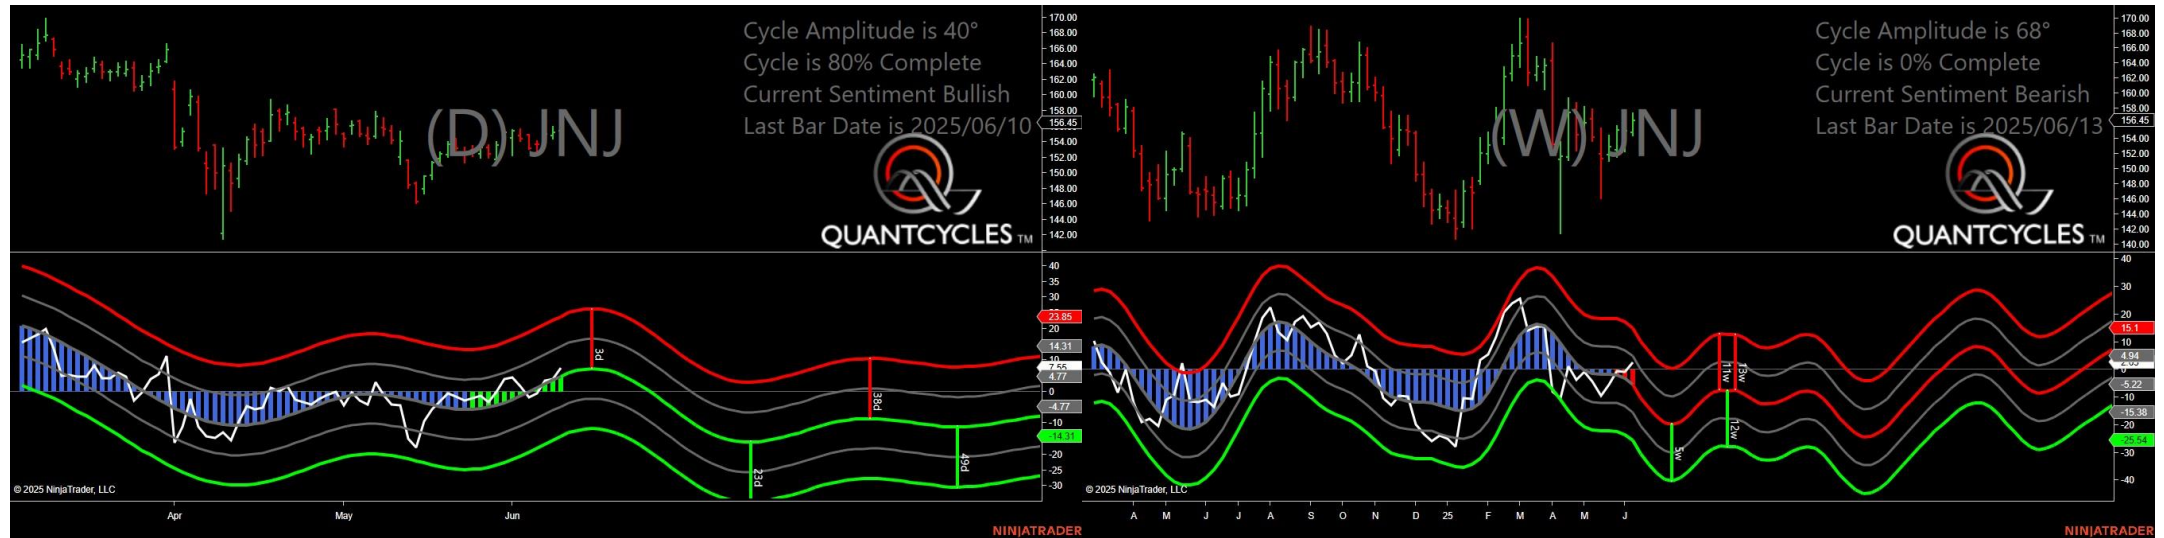 Cycle Amplitude is 40°
Cycle is 80% Complete
Current Sentiment Bullish
Last Bar Date is 2025/06/10
(D) JNJ
QUANTCYCLES TM
170.00
168.00
166.00
164.00
162.00
160.00
158.00
156.45
154.00
152.00
150.00
148.00
146.00
144.00
142.00
40
35
30
23.85
20
14.31
10
7.55
4.77
0
-4.77
-10
-14.31
-20
-25
-30
3d
23d
38d
49d
© 2025 NinjaTrader, LLC
Apr May Jun
NINJATRADER
Cycle Amplitude is 68°
Cycle is 0% Complete
Current Sentiment Bearish
Last Bar Date is 2025/06/13
(W) JNJ
QUANTCYCLES TM
170.00
168.00
166.00
164.00
162.00
160.00
158.00
156.45
154.00
152.00
150.00
148.00
146.00
144.00
142.00
140.00
40
30
20
15.1
10
4.94
-5.22
-10
-15.38
-20
-25.54
-30
-40
5w
12w
© 2025 NinjaTrader, LLC
A M J J A S O N D 25 F M A M J
NINJATRADER